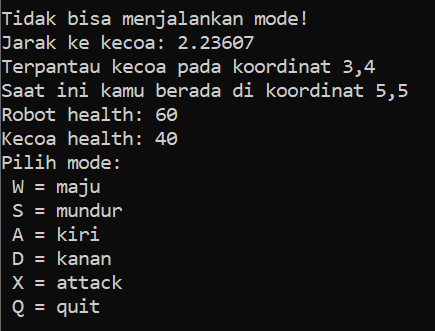 Tidak bisa menjalankan mode!
Jarak ke kecoa: 2.23607
Terpantau kecoa pada koordinat 3,4
Saat ini kamu berada di koordinat 5,5
Robot health: 60
Kecoa health: 40
Pilih mode:
W = maju
S = mundur
A = kiri
D = kanan
X = attack
Q = quit